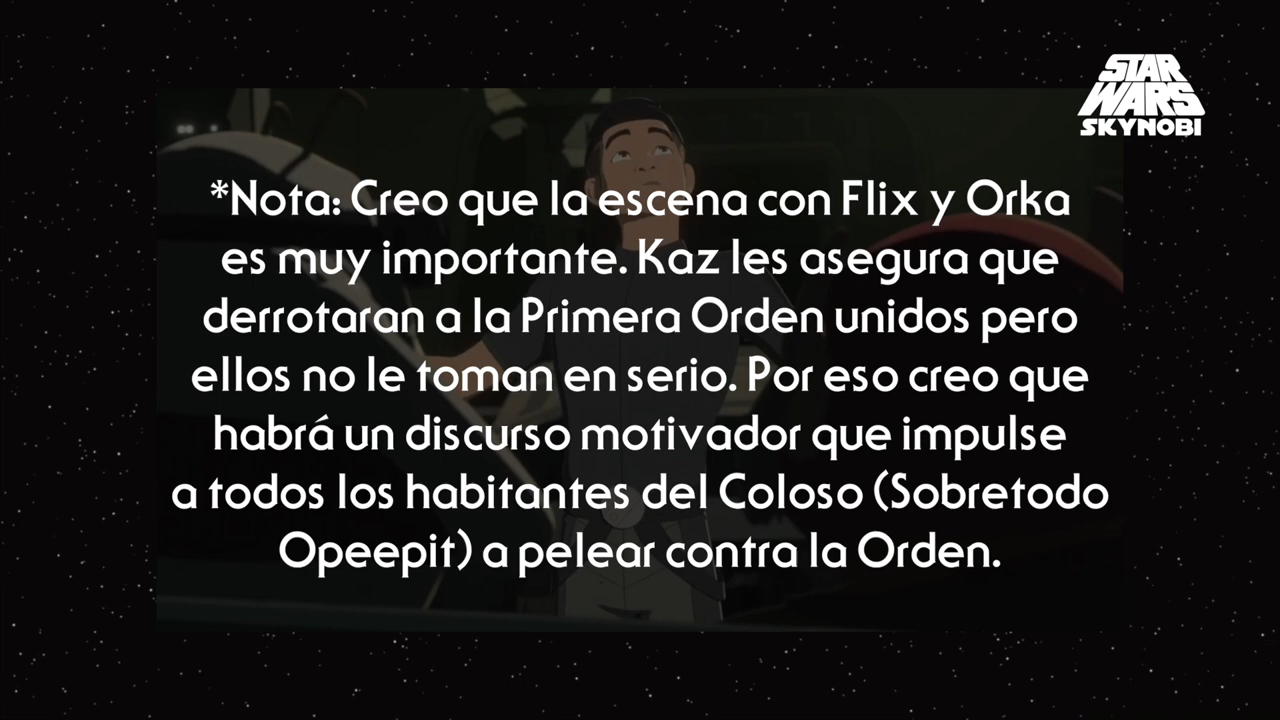 STAR
WARS
SKYNOBI
*Nota: Creo que la escena con Flix y Orka
es muy importante. Kaz les asegura que
derrotaran a la Primera Orden unidos pero
ellos no le toman en serio. Por eso creo que
habrá un discurso motivador que impulse
a todos los habitantes del Coloso (Sobretodo
Opeepit) a pelear contra la Orden.